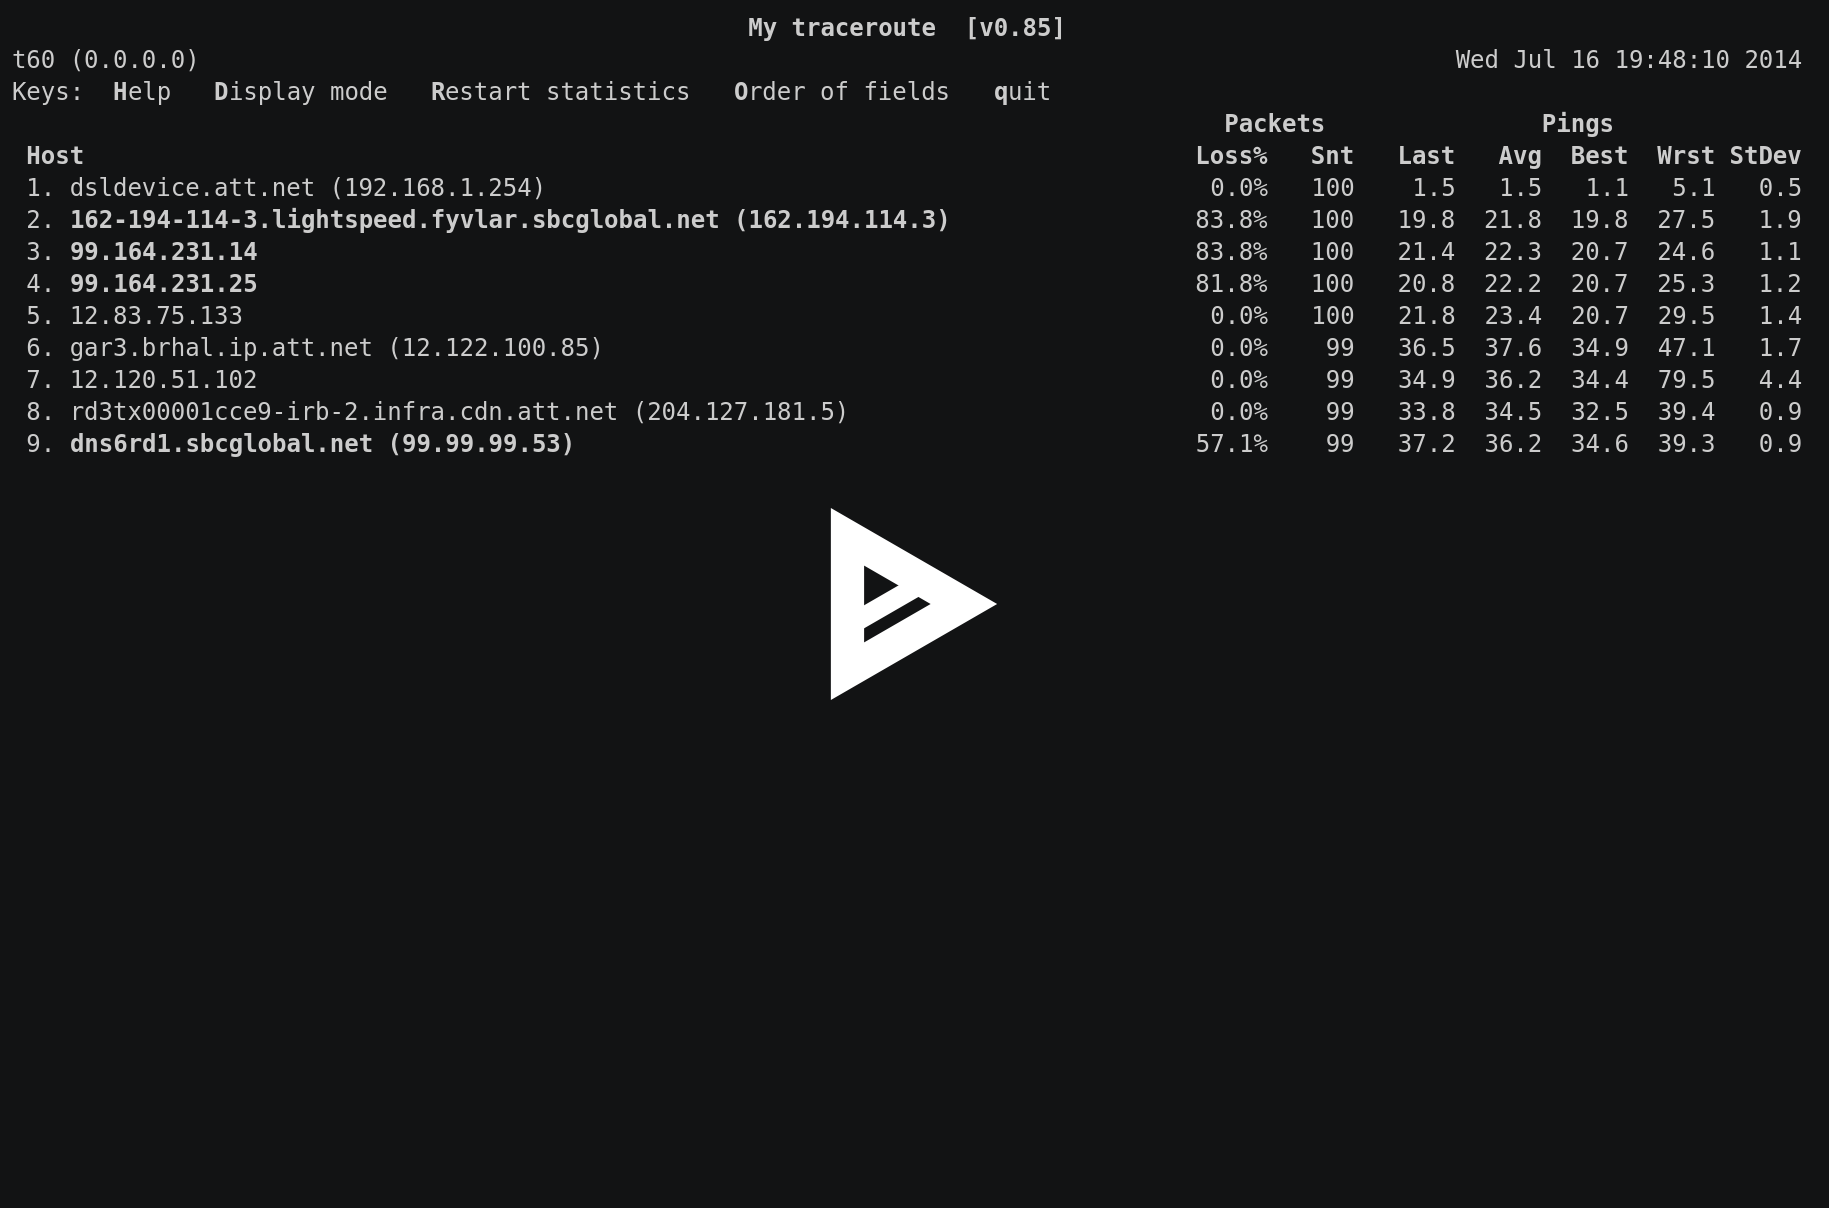 My traceroute  [v0.85]
t60 (0.0.0.0) Wed Jul 16 19:48:10 2014
Keys:  Help   Display mode   Restart statistics   Order of fields   quit
Packets Pings
Host Loss% Snt Last Avg Best Wrst StDev
1. dsldevice.att.net (192.168.1.254) 0.0% 100 1.5 1.5 1.1 5.1 0.5
2. 162-194-114-3.lightspeed.fyvlar.sbcglobal.net (162.194.114.3) 83.8% 100 19.8 21.8 19.8 27.5 1.9
3. 99.164.231.14 83.8% 100 21.4 22.3 20.7 24.6 1.1
4. 99.164.231.25 81.8% 100 20.8 22.2 20.7 25.3 1.2
5. 12.83.75.133 0.0% 100 21.8 23.4 20.7 29.5 1.4
6. gar3.brhal.ip.att.net (12.122.100.85) 0.0% 99 36.5 37.6 34.9 47.1 1.7
7. 12.120.51.102 0.0% 99 34.9 36.2 34.4 79.5 4.4
8. rd3tx00001cce9-irb-2.infra.cdn.att.net (204.127.181.5) 0.0% 99 33.8 34.5 32.5 39.4 0.9
9. dns6rd1.sbcglobal.net (99.99.99.53) 57.1% 99 37.2 36.2 34.6 39.3 0.9